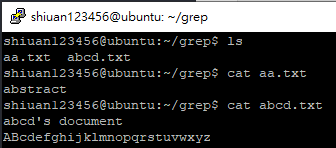 shiuan123456@ubuntu: ~/grep
shiuan123456@ubuntu:~/grep$ ls
aa.txt  abcd.txt
shiuan123456@ubuntu:~/grep$ cat aa.txt
abstract
shiuan123456@ubuntu:~/grep$ cat abcd.txt
abcd's document
ABcdefghijklmnopqrstuvwxyz